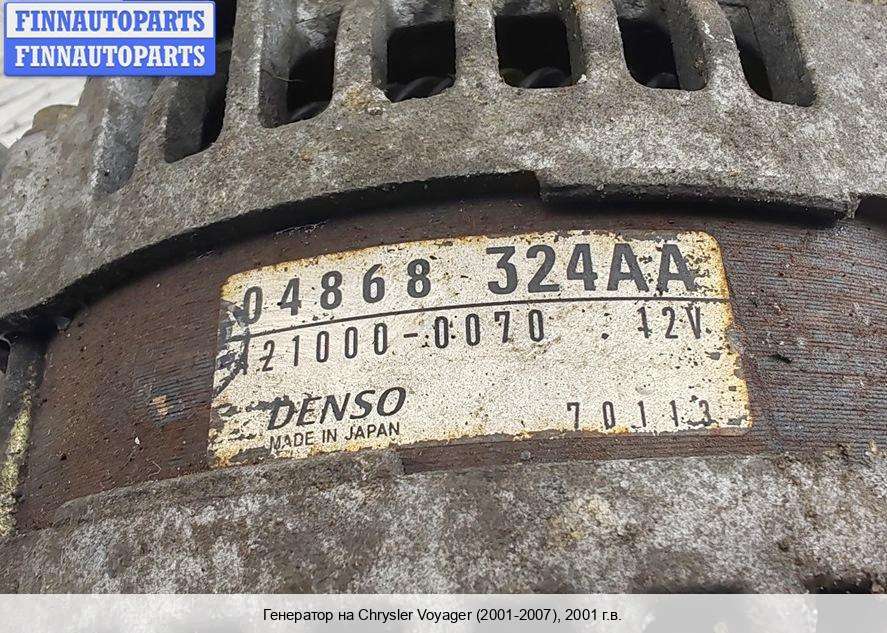 FINNAUTOPARTS
FINNAUTOPARTS
04868 324AA
121000-0070 12V
DENSO
MADE IN JAPAN
70113
Генератор на Chrysler Voyager (2001-2007), 2001 г.в.